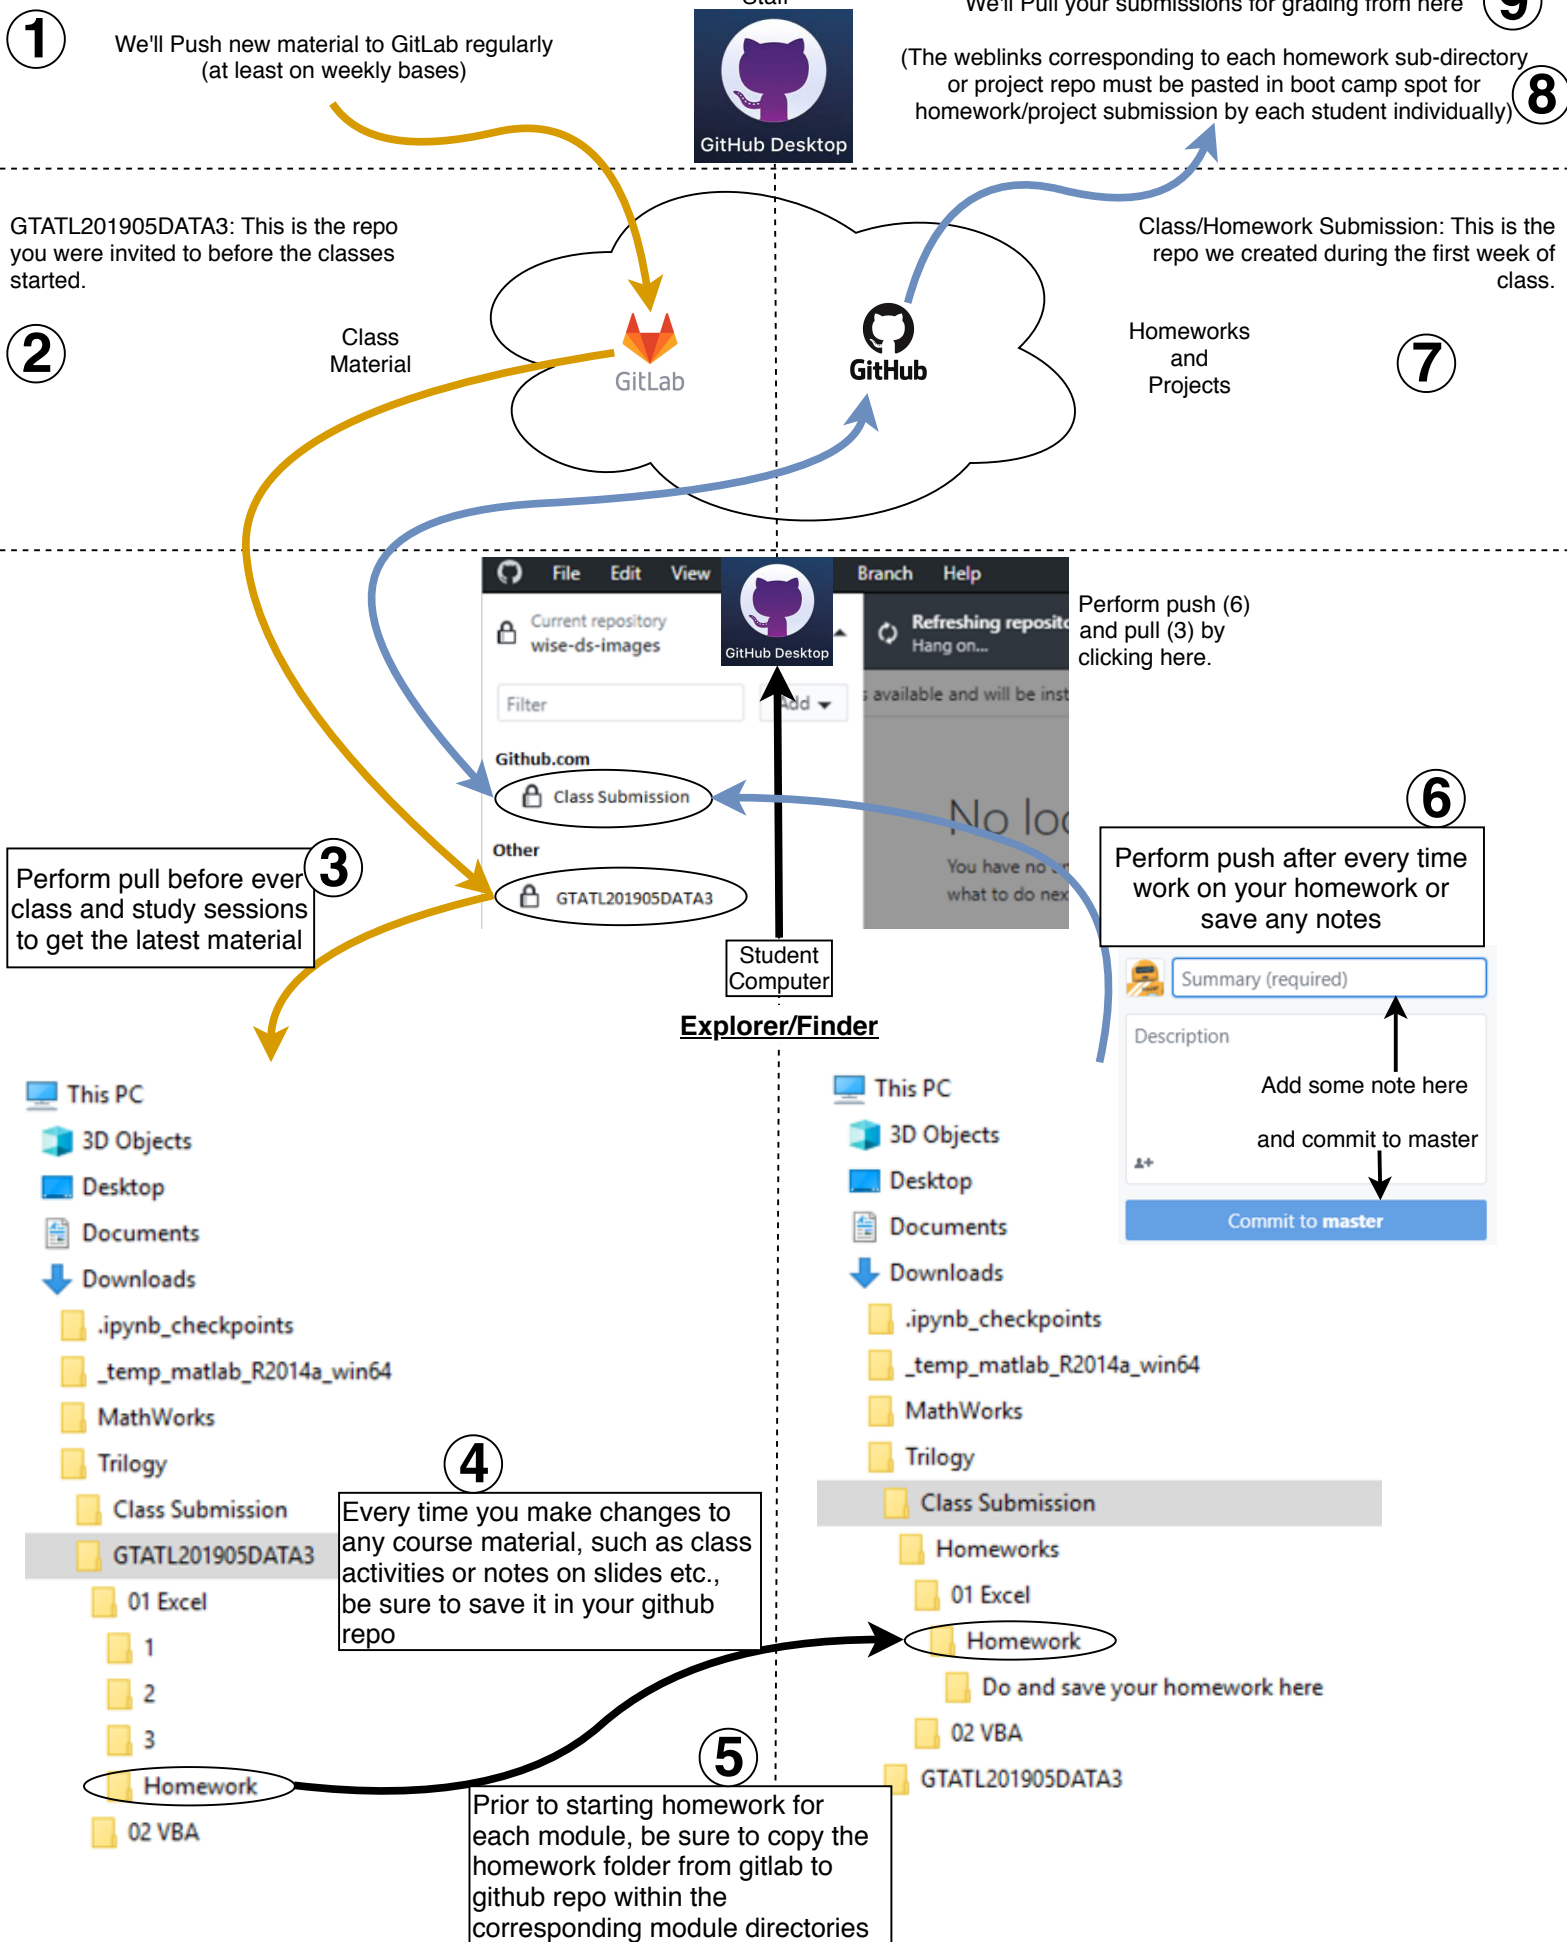 Staff
We'll Pull your submissions for grading from here
9
1
We'll Push new material to GitLab regularly
(at least on weekly bases)
(The weblinks corresponding to each homework sub-directory
or project repo must be pasted in boot camp spot for
homework/project submission by each student individually)
8
GitHub Desktop
GTATL201905DATA3: This is the repo
you were invited to before the classes
started.
Class/Homework Submission: This is the
repo we created during the first week of
class.
2
Class
Material
GitLab
GitHub
Homeworks
and
Projects
7
File Edit View Branch Help
Current repository
wise-ds-images
GitHub Desktop
Refreshing reposito
Hang on...
Perform push (6)
and pull (3) by
clicking here.
Filter
Add
available and will be inst
Github.com
Class Submission
No loc
Other
You have no
what to do nex
GTATL201905DATA3
3
Perform pull before ever
class and study sessions
to get the latest material
6
Perform push after every time
work on your homework or
save any notes
Student
Computer
Explorer/Finder
Summary (required)
Description
Add some note here
and commit to master
Commit to master
This PC
3D Objects
Desktop
Documents
Downloads
.ipynb_checkpoints
_temp_matlab_R2014a_win64
MathWorks
Trilogy
Class Submission
GTATL201905DATA3
01 Excel
1
2
3
Homework
02 VBA
4
Every time you make changes to
any course material, such as class
activities or notes on slides etc.,
be sure to save it in your github
repo
5
Prior to starting homework for
each module, be sure to copy the
homework folder from gitlab to
github repo within the
corresponding module directories
This PC
3D Objects
Desktop
Documents
Downloads
.ipynb_checkpoints
_temp_matlab_R2014a_win64
MathWorks
Trilogy
Class Submission
Homeworks
01 Excel
Homework
Do and save your homework here
02 VBA
GTATL201905DATA3